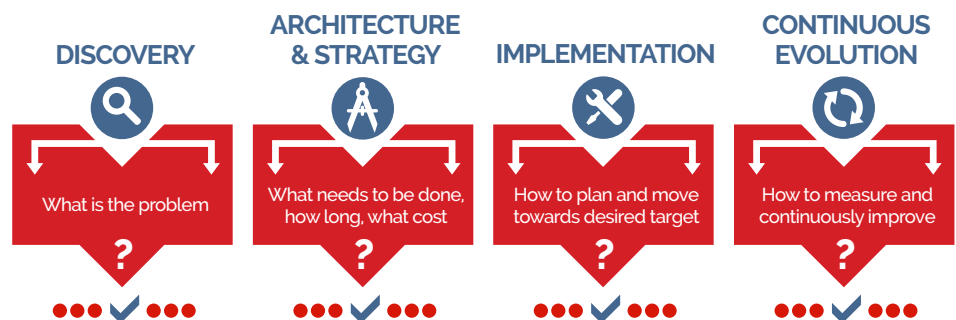 DISCOVERY
What is the problem
?
ARCHITECTURE
& STRATEGY
What needs to be done,
how long, what cost
?
IMPLEMENTATION
How to plan and move
towards desired target
?
CONTINUOUS
EVOLUTION
How to measure and
continuously improve
?